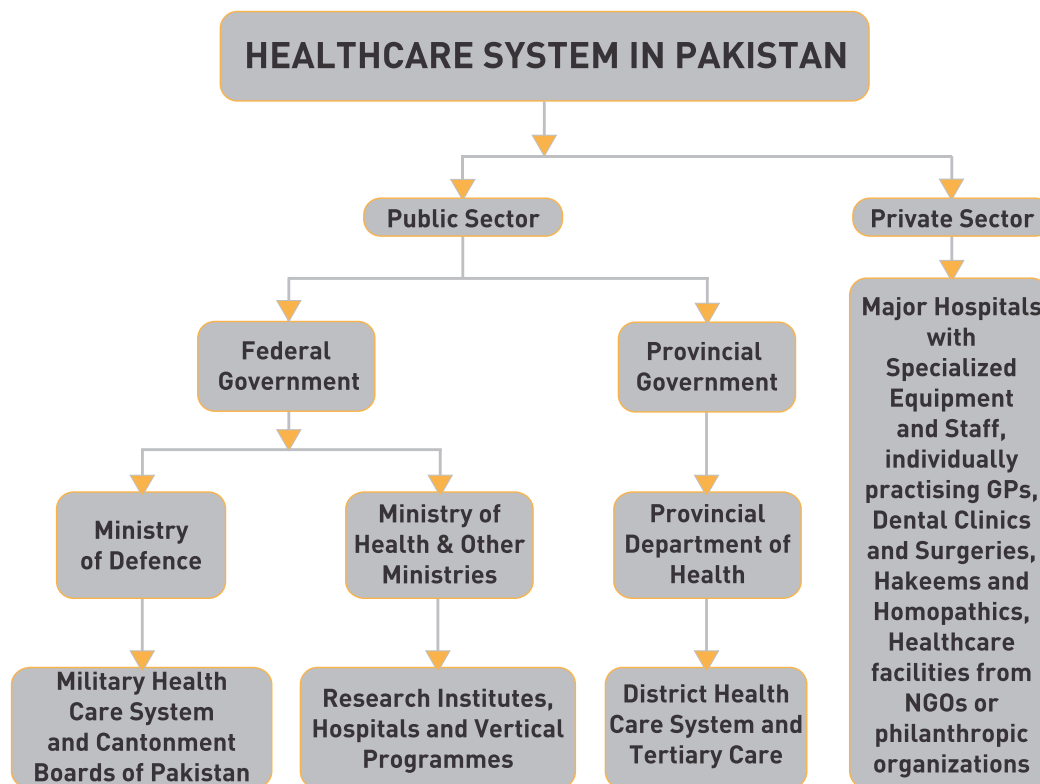 HEALTHCARE SYSTEM IN PAKISTAN
Public Sector
Private Sector
Federal
Government
Provincial
Government
Major Hospitals
with
Specialized
Equipment
and Staff,
individually
practising GPs,
Dental Clinics
and Surgeries,
Hakeems and
Homopathics,
Healthcare
facilities from
NGOs or
philanthropic
organizations
Ministry
of Defence
Ministry of
Health & Other
Ministries
Provincial
Department of
Health
Military Health
Care System
and Cantonment
Boards of Pakistan
Research Institutes,
Hospitals and Vertical
Programmes
District Health
Care System and
Tertiary Care